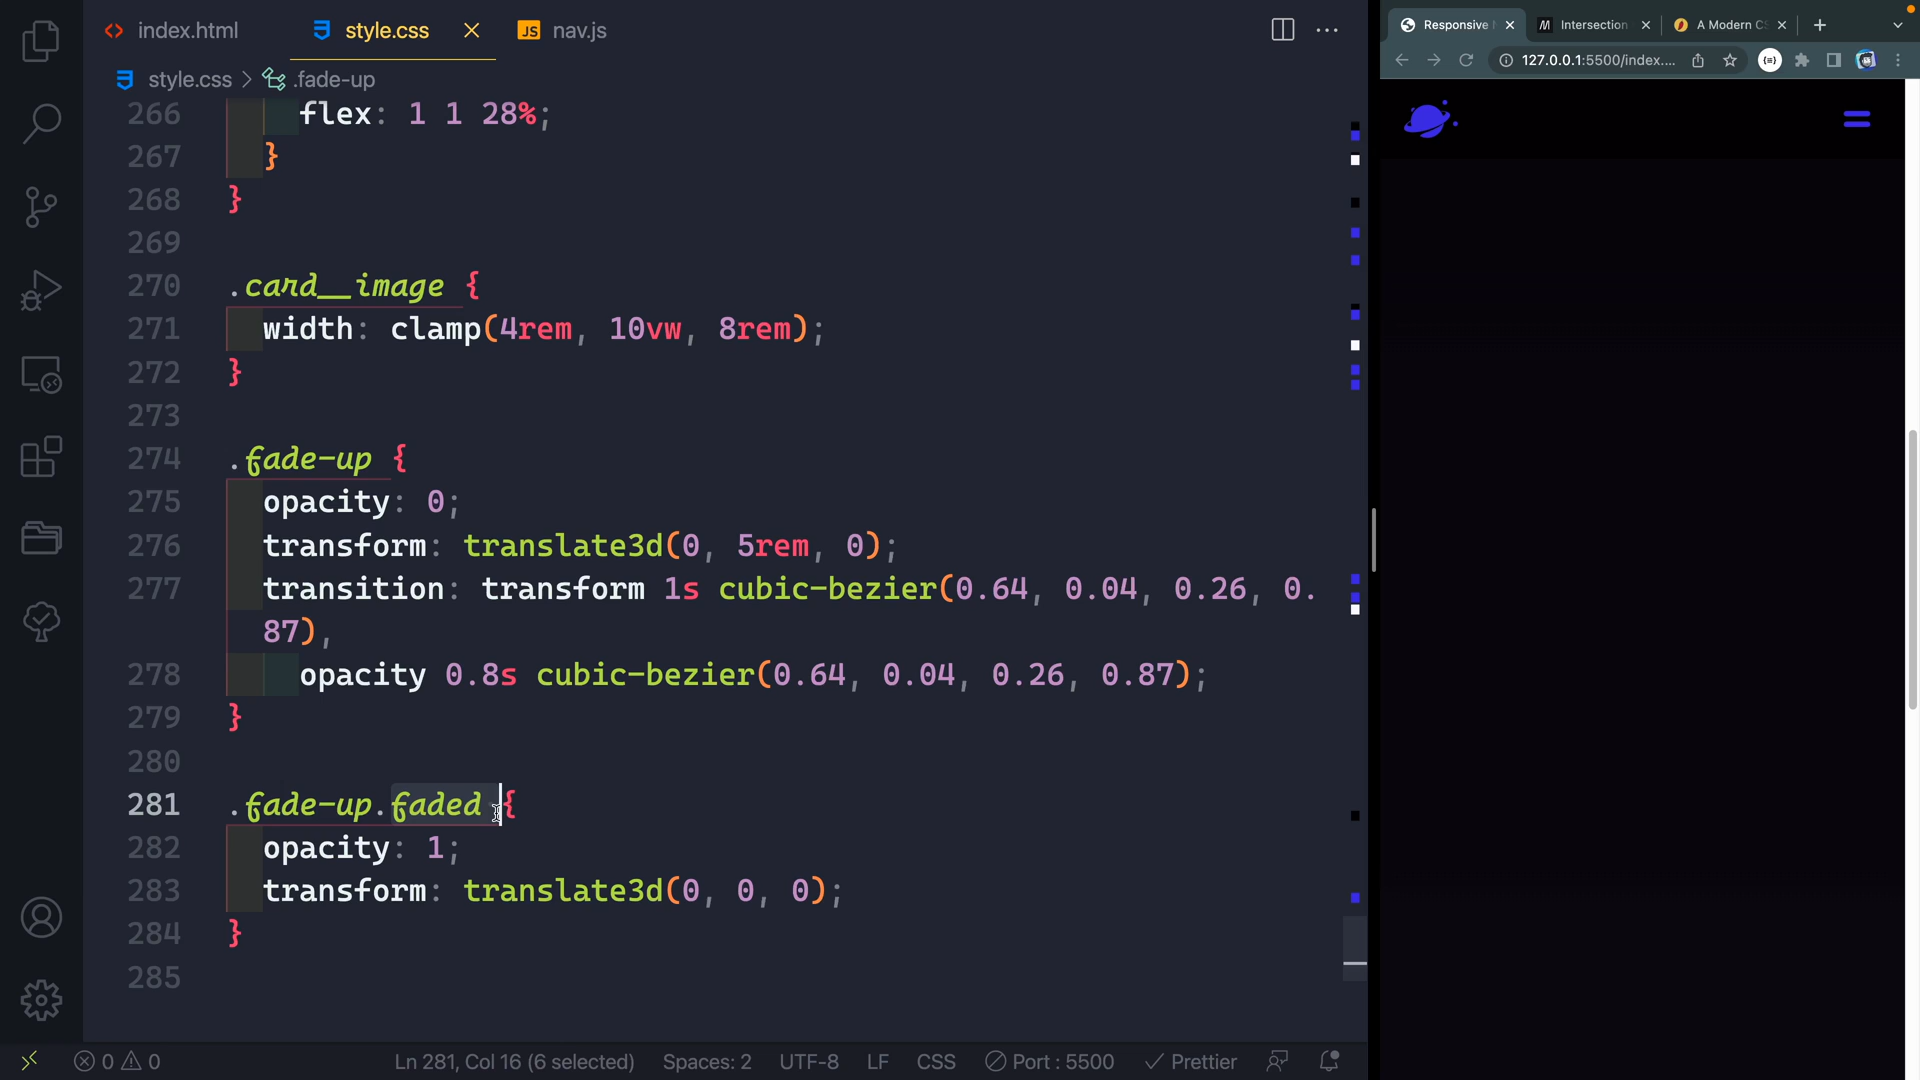 index.html
style.css
JS nav.js
style.css > .fade-up
266 flex: 1 1 28%;
267 }
268 }
269
270 .card__image {
271 width: clamp(4rem, 10vw, 8rem);
272 }
273
274 .fade-up {
275 opacity: 0;
276 transform: translate3d(0, 5rem, 0);
277 transition: transform 1s cubic-bezier(0.64, 0.04, 0.26, 0.
87),
278 opacity 0.8s cubic-bezier(0.64, 0.04, 0.26, 0.87);
279 }
280
281 .fade-up.faded {
282 opacity: 1;
283 transform: translate3d(0, 0, 0);
284 }
285
0 0 Ln 281, Col 16 (6 selected) Spaces: 2 UTF-8 LF CSS Port : 5500 Prettier
Responsive Intersection A Modern CS
127.0.0.1:5500/index....